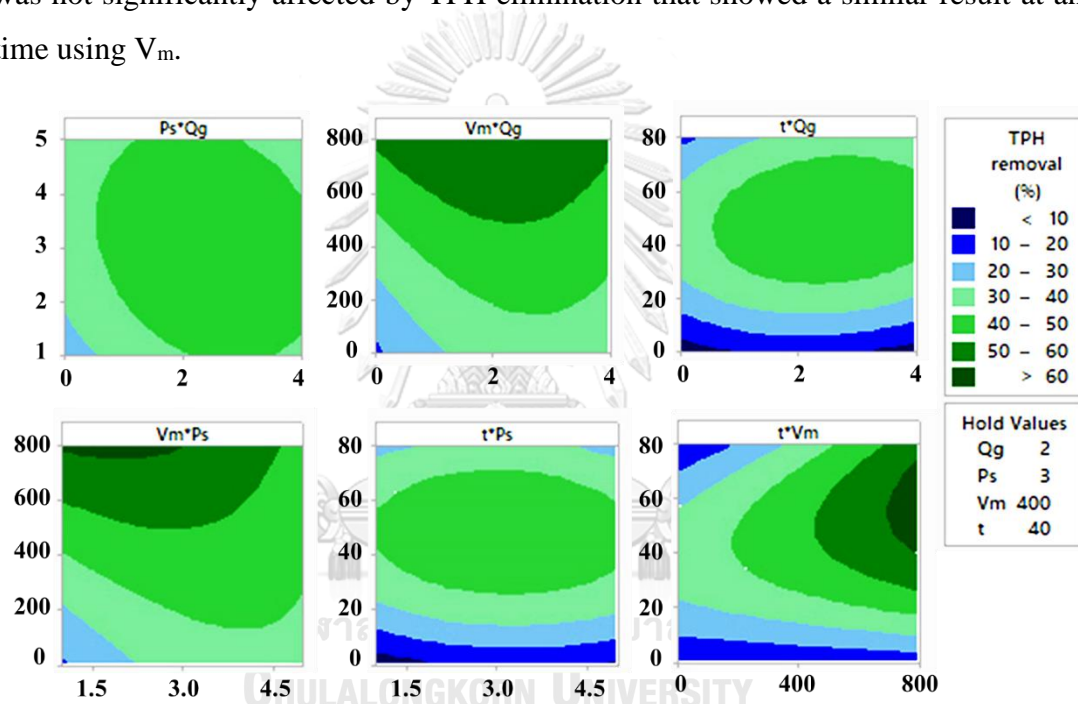 was not significantly affected by TPH elimination that showed a similar result at an
time using Vm.
Ps*Qg
5
4
3
2
1
0 2 4
Vm*Qg
800
600
400
200
0
0 2 4
t*Qg
80
60
40
20
0
0 2 4
TPH
removal
(%)
< 10
10 – 20
20 – 30
30 – 40
40 – 50
50 – 60
> 60
Vm*Ps
800
600
400
200
0
1.5 3.0 4.5
t*Ps
80
60
40
20
0
1.5 3.0 4.5
t*Vm
80
60
40
20
0
0 400 800
Hold Values
Qg 2
Ps 3
Vm 400
t 40
CHULALONGKORN UNIVERSITY